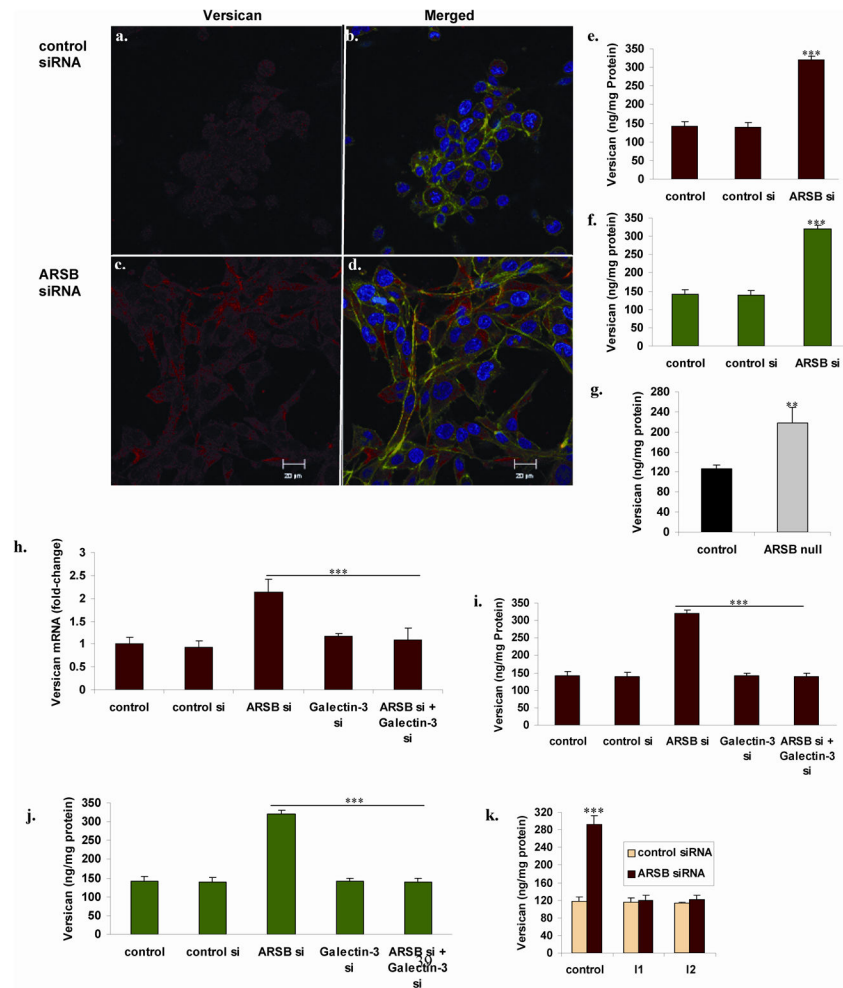 Versican
Merged
control
siRNA
a.
b.
ARSB
siRNA
c.
d.
20 µm
20 µm
e.
Versican (ng/mg Protein)
350
300
250
200
150
100
50
0
***
control
control si
ARSB si
f.
Versican (ng/mg protein)
350
300
250
200
150
100
50
0
***
control
control si
ARSB si
g.
Versican (ng/mg protein)
280
240
200
160
120
80
40
0
**
control
ARSB null
h.
Versican mRNA (fold-change)
3
2.5
2
1.5
1
0.5
0
***
control
control si
ARSB si
Galectin-3
si
ARSB si +
Galectin-3
si
i.
Versican (ng/mg Protein)
350
300
250
200
150
100
50
0
***
control
control si
ARSB si
Galectin-3
si
ARSB si +
Galectin-3
si
j.
Versican (ng/mg protein)
350
300
250
200
150
100
50
0
***
control
control si
ARSB si
Galectin-3
si
ARSB si +
Galectin-3
si
39
k.
Versican (ng/mg protein)
320
280
240
200
160
120
80
40
0
***
control siRNA
ARSB siRNA
control
I1
I2